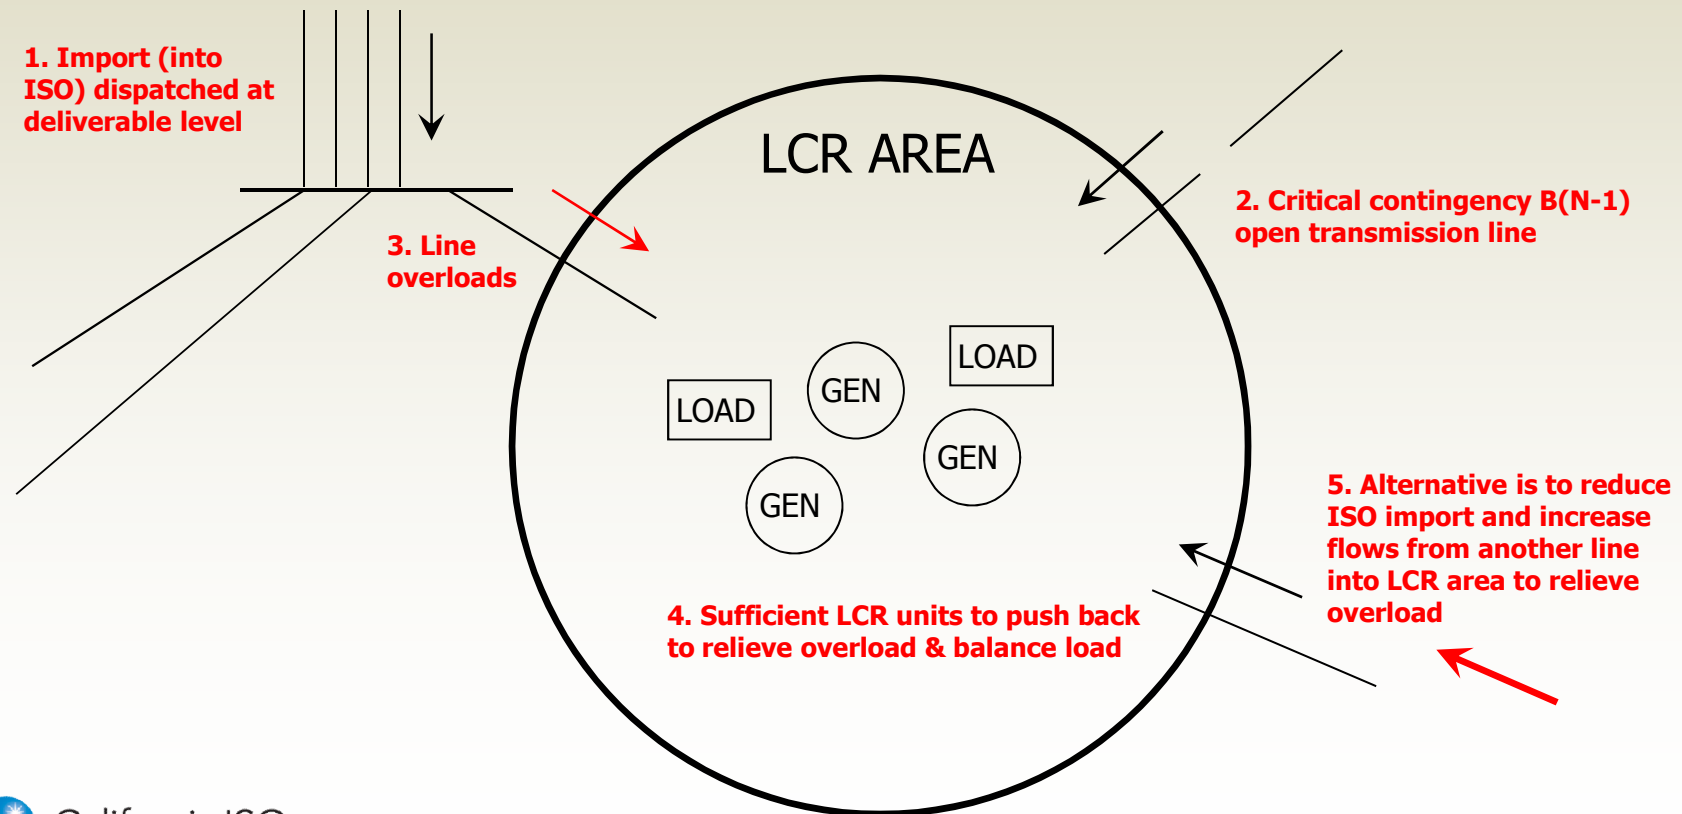 1. Import (into
ISO) dispatched at
deliverable level
LCR AREA
2. Critical contingency B(N-1)
open transmission line
3. Line
overloads
LOAD
GEN
LOAD
GEN
GEN
5. Alternative is to reduce
ISO import and increase
flows from another line
into LCR area to relieve
overload
4. Sufficient LCR units to push back
to relieve overload & balance load
California ISO